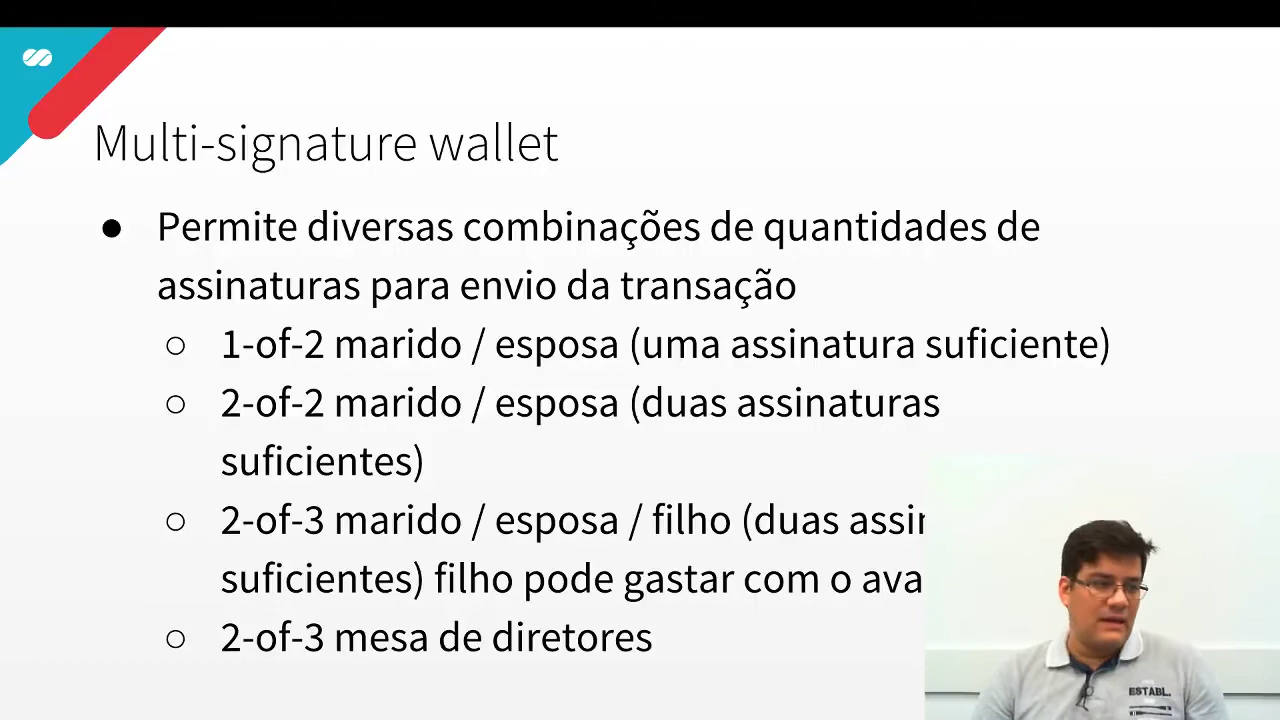 Multi-signature wallet
● Permite diversas combinações de quantidades de
assinaturas para envio da transação
○ 1-of-2 marido / esposa (uma assinatura suficiente)
○ 2-of-2 marido / esposa (duas assinaturas
suficientes)
○ 2-of-3 marido / esposa / filho (duas
suficientes) filho pode gastar com o
○ 2-of-3 mesa de diretores
ESTABL.